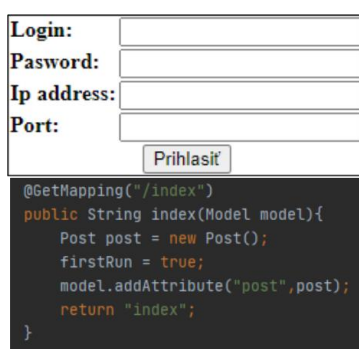 Login:
Pasword:
Ip address:
Port:
Prihlasiť
@GetMapping("/index")
public String index(Model model){
    Post post = new Post();
    firstRun = true;
    model.addAttribute("post",post);
    return "index";
}